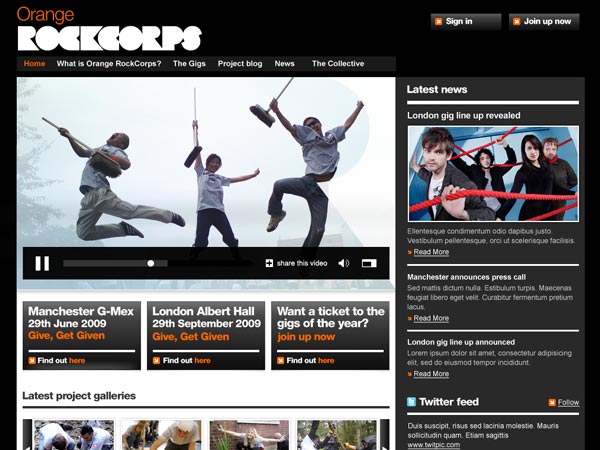 Orange
ROCKCORPS
Sign in
Join up now
Home What is Orange RockCorps? The Gigs Project blog News The Collective
share this video
Manchester G-Mex
29th June 2009
Give, Get Given
Find out here
London Albert Hall
29th September 2009
Give, Get Given
Find out here
Want a ticket to the
gigs of the year?
join up now
Find out here
Latest project galleries
Latest news
London gig line up revealed
Ellentesque condimentum odio dapibus justo.
Vestibulum pellentesque, orci ut scelerisque facilisis.
Read More
Manchester announces press call
Sed mattis dictum nulla. Estibulum turpis. Maecenas
feugiat libero eget velit. Curabitur fermentum pretium
lacus.
Read More
London gig line up announced
Lorem ipsum dolor sit amet, consectetur adipisicing
elit, sed do eiusmod tempor incididunt.
Read More
Twitter feed
Follow
Duis suscipit, risus sed lacinia molestie. Mauris
sollicitudin quam. Etiam sagittis
www.twitpic.com